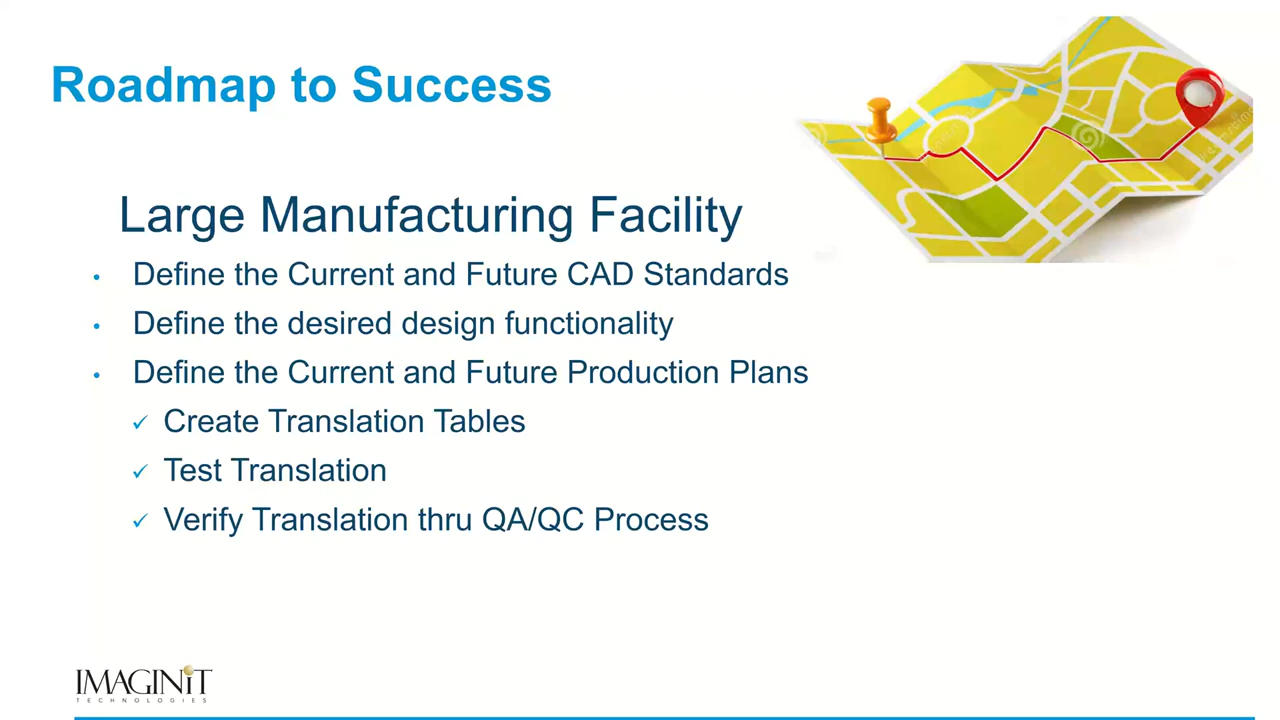 Roadmap to Success
Large Manufacturing Facility
• Define the Current and Future CAD Standards
• Define the desired design functionality
• Define the Current and Future Production Plans
✓ Create Translation Tables
✓ Test Translation
✓ Verify Translation thru QA/QC Process
IMAGINiT
TECHNOLOGIES